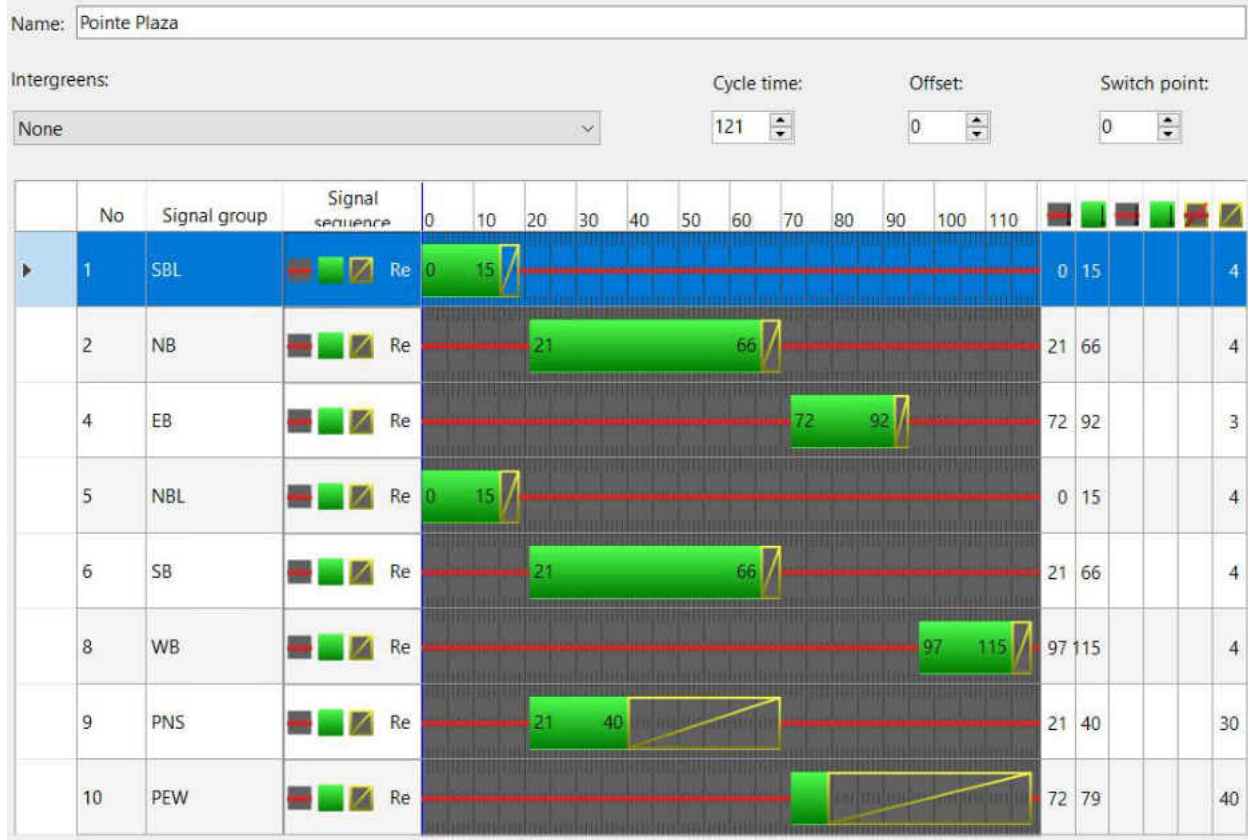 Name: Pointe Plaza
Intergreens: Cycle time: Offset: Switch point:
None 121 0 0
No Signal group Signal sequence 0 10 20 30 40 50 60 70 80 90 100 110
1 SBL Re 0 15 0 15 4
2 NB Re 21 66 21 66 4
4 EB Re 72 92 72 92 3
5 NBL Re 0 15 0 15 4
6 SB Re 21 66 21 66 4
8 WB Re 97 115 97 115 4
9 PNS Re 21 40 21 40 30
10 PEW Re 72 79 40